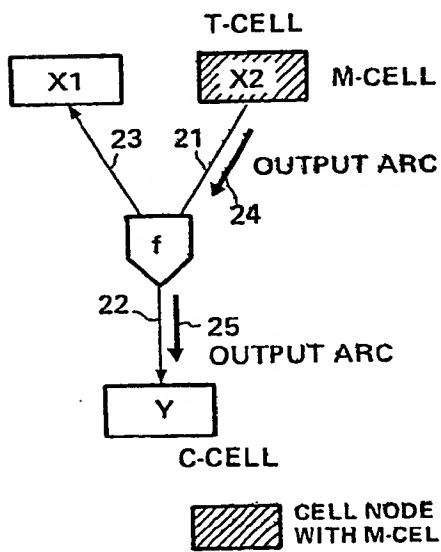 T-CELL
X1
X2
M-CELL
23
21
OUTPUT ARC
24
f
22
25
OUTPUT ARC
Y
C-CELL
CELL NODE
WITH M-CEL